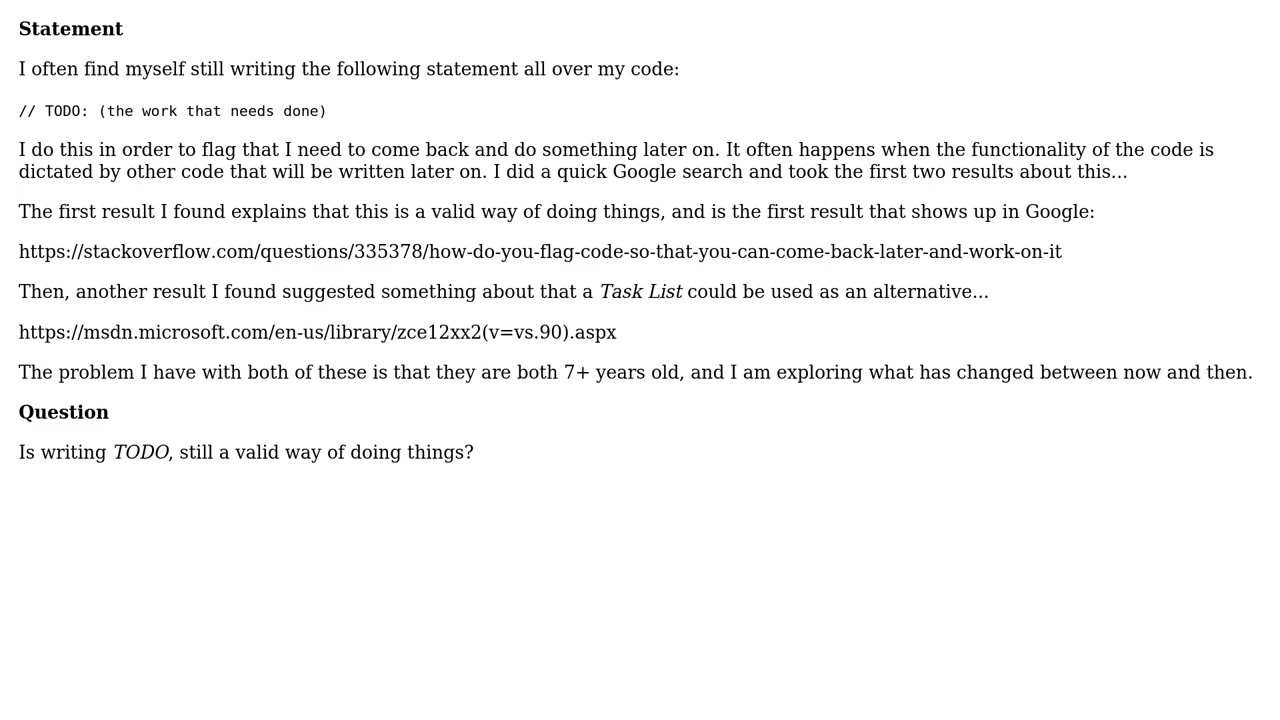 Statement
I often find myself still writing the following statement all over my code:
// TODO: (the work that needs done)
I do this in order to flag that I need to come back and do something later on. It often happens when the functionality of the code is
dictated by other code that will be written later on. I did a quick Google search and took the first two results about this...
The first result I found explains that this is a valid way of doing things, and is the first result that shows up in Google:
https://stackoverflow.com/questions/335378/how-do-you-flag-code-so-that-you-can-come-back-later-and-work-on-it
Then, another result I found suggested something about that a Task List could be used as an alternative...
https://msdn.microsoft.com/en-us/library/zce12xx2(v=vs.90).aspx
The problem I have with both of these is that they are both 7+ years old, and I am exploring what has changed between now and then.
Question
Is writing TODO, still a valid way of doing things?